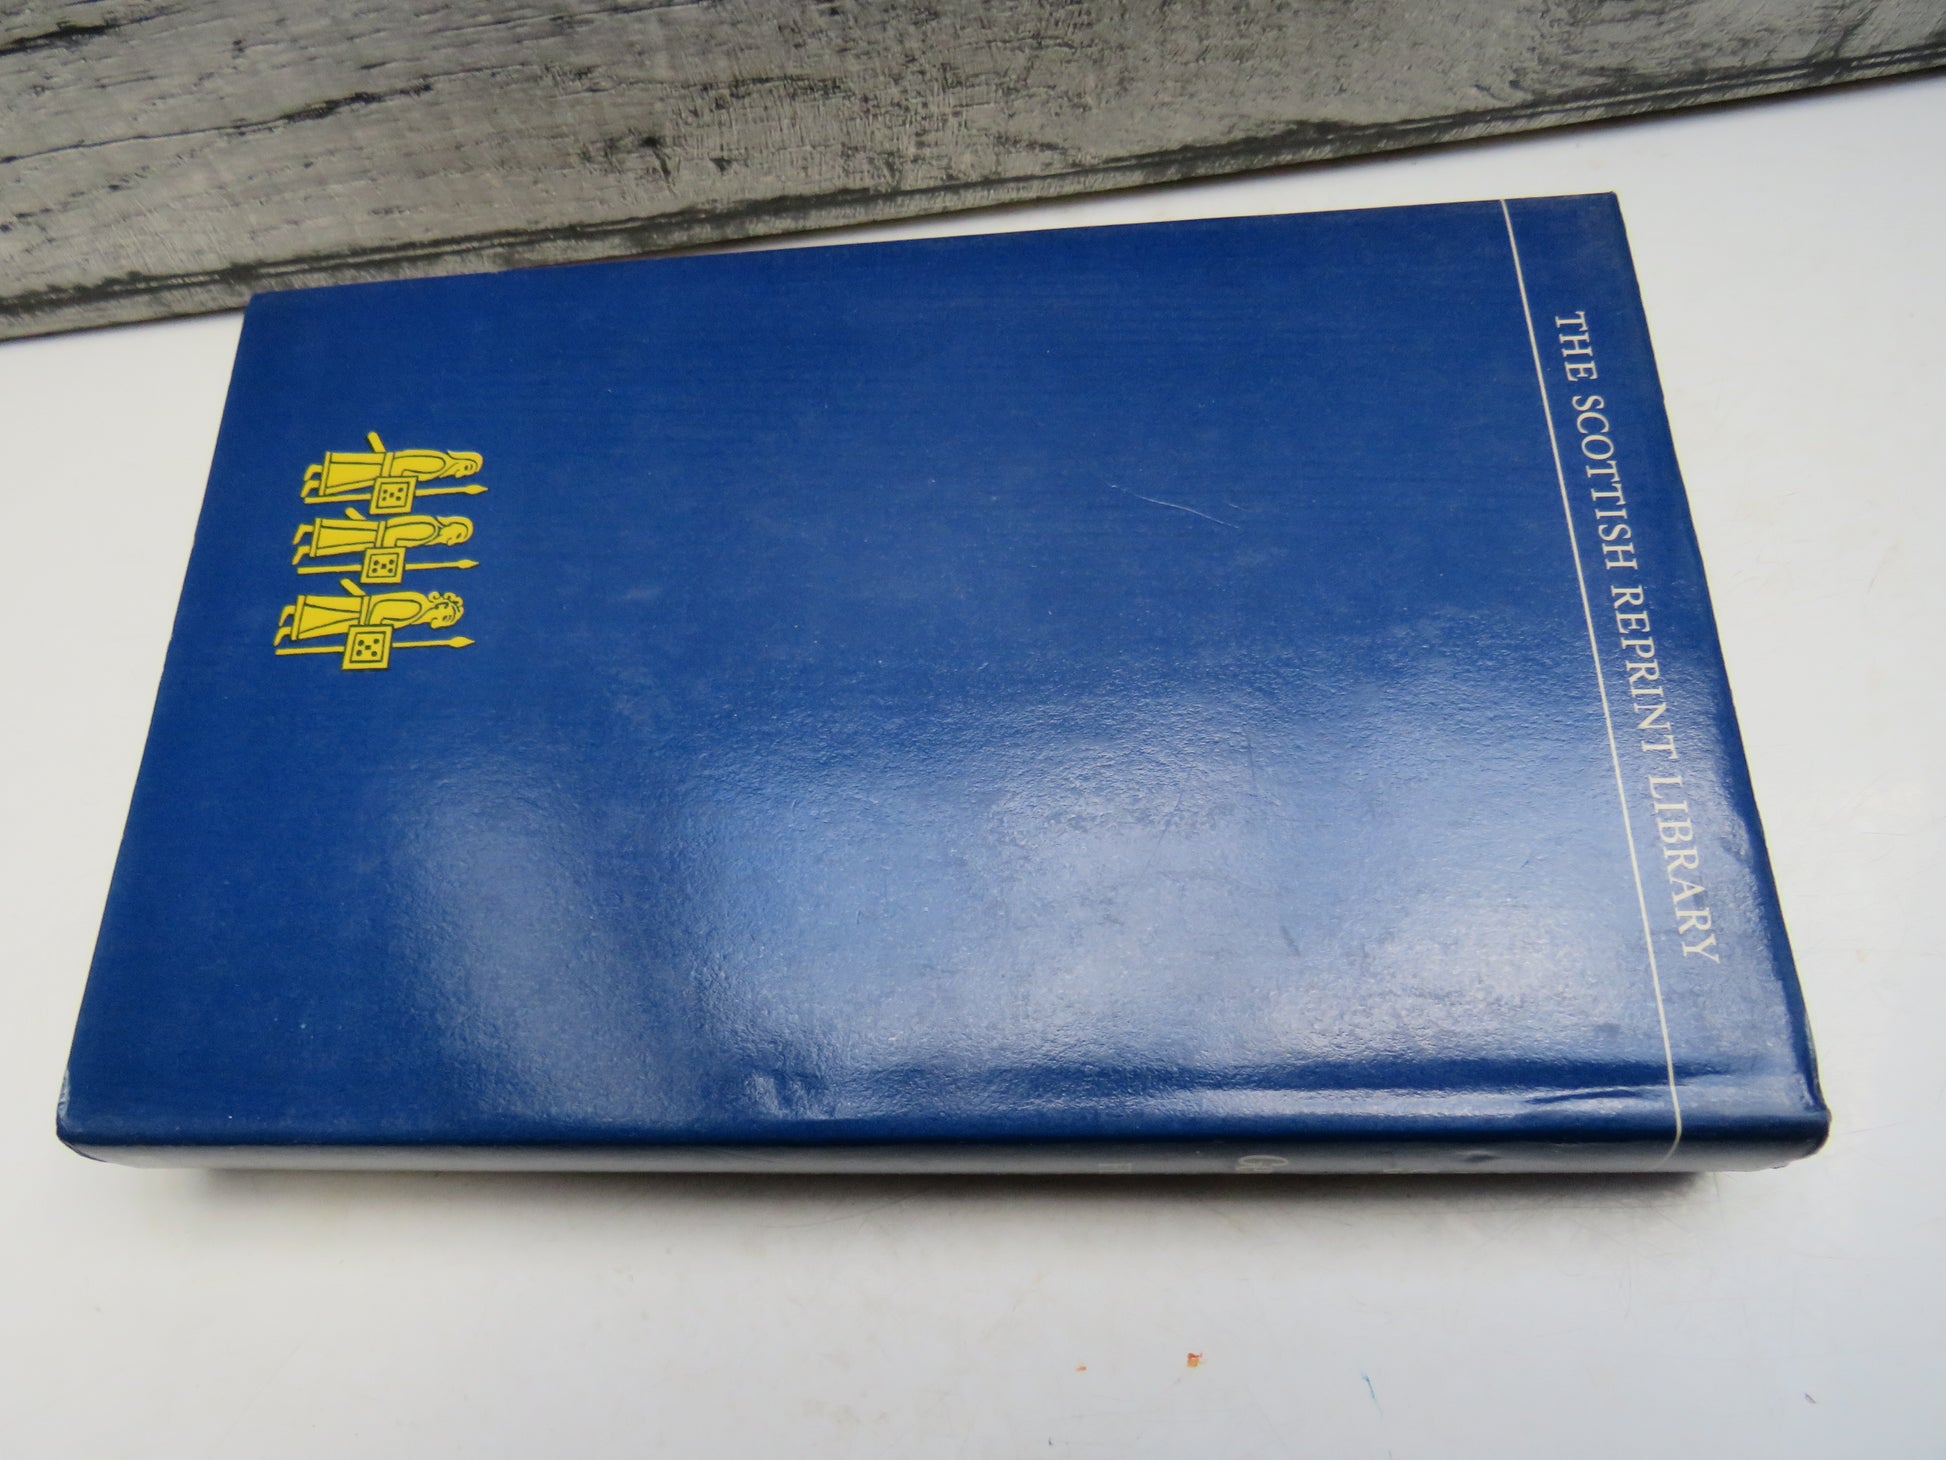 THE SCOTTISH REPRINT LIBRARY